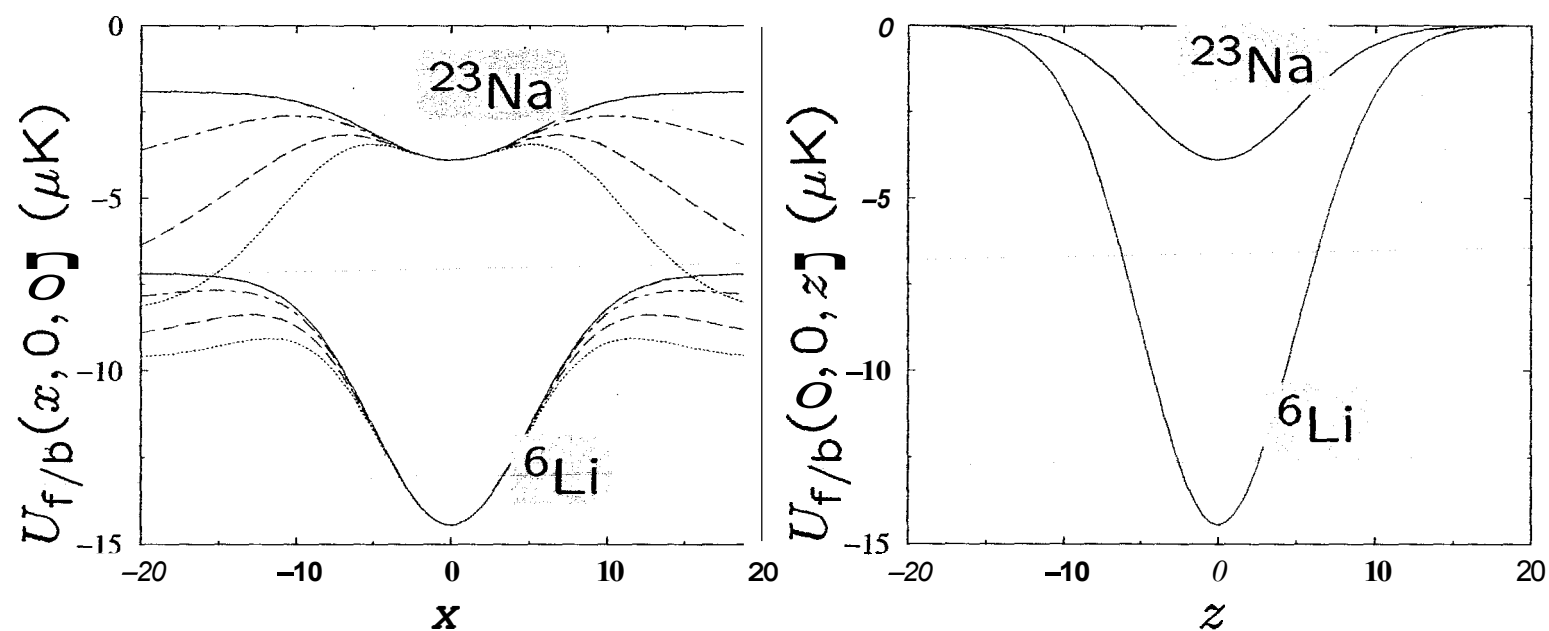 U_f/b(x,0,0] (μK)
0
−5
−10
−15
²³Na
⁶Li
−20 −10 0 10 20
x
U_f/b(0,0,z] (μK)
0
−5
−10
−15
²³Na
⁶Li
−20 −10 0 10 20
z